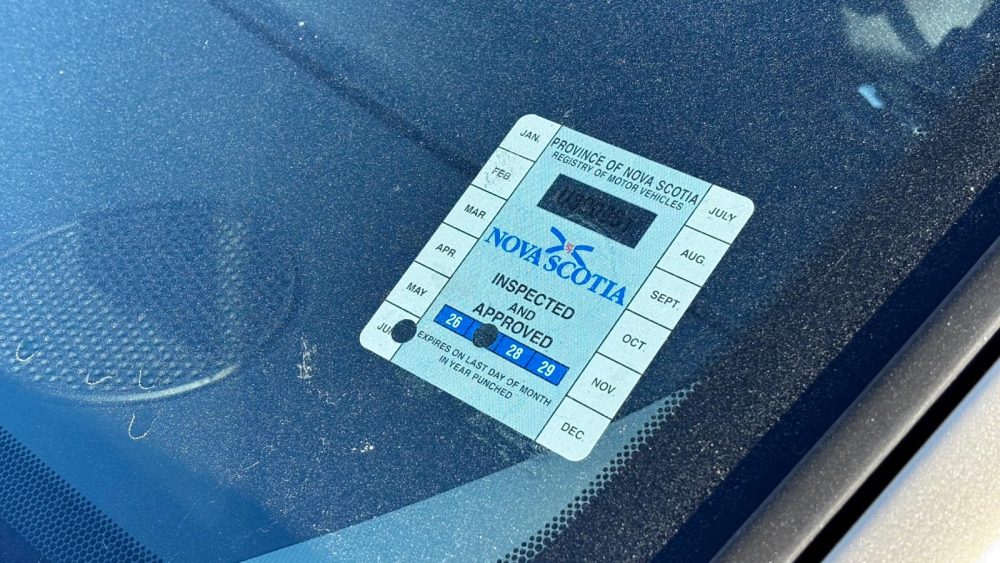 PROVINCE OF NOVA SCOTIA
REGISTRY OF MOTOR VEHICLES
NOVA SCOTIA
INSPECTED
AND
APPROVED
26 28 29
EXPIRES ON LAST DAY OF MONTH
IN YEAR PUNCHED
JAN.
FEB
MAR
APR
MAY
JU
JULY
AUG.
SEPT.
OCT.
NOV.
DEC.